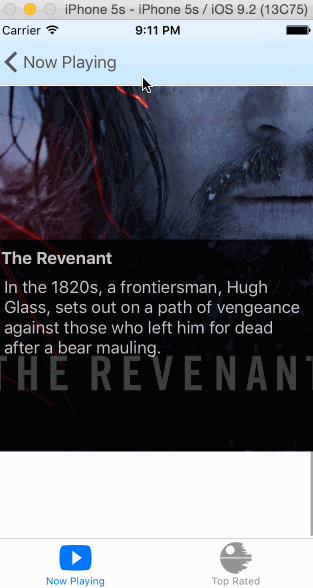 iPhone 5s - iPhone 5s / iOS 9.2 (13C75)
Carrier 9:11 PM
Now Playing
The Revenant
In the 1820s, a frontiersman, Hugh
Glass, sets out on a path of vengeance
against those who left him for dead
after a bear mauling.
THE REVENANT
Now Playing Top Rated